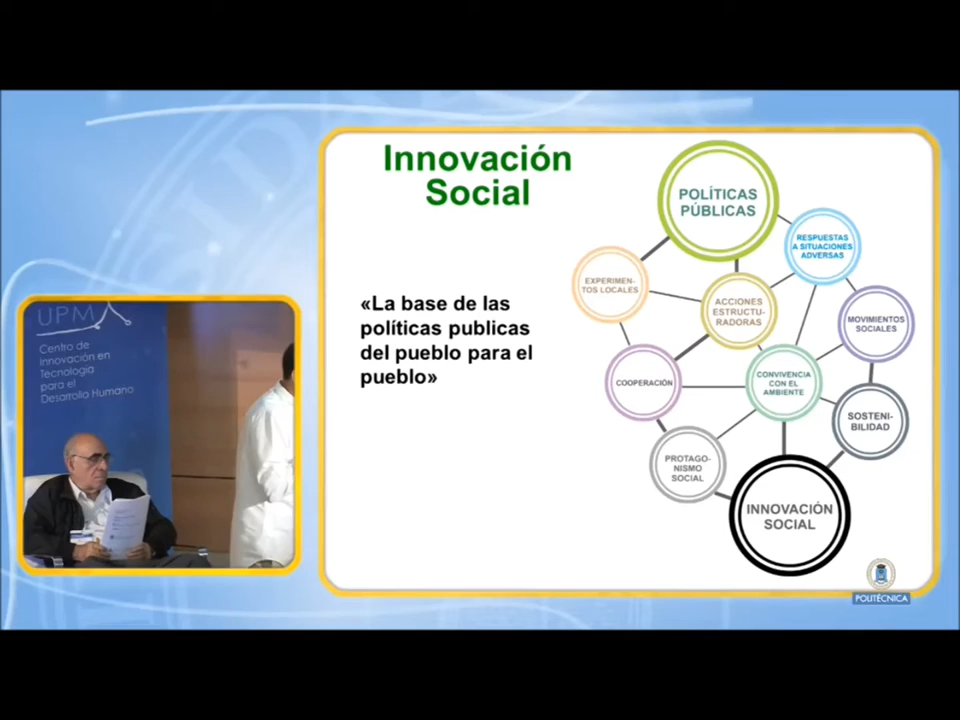 Innovación
Social
«La base de las
políticas publicas
del pueblo para el
pueblo»
POLÍTICAS
PÚBLICAS
RESPUESTAS
A SITUACIONES
ADVERSAS
EXPERIMEN-
TOS LOCALES
ACCIONES
ESTRUCTU-
RADORAS
MOVIMIENTOS
SOCIALES
COOPERACIÓN
CONVIVENCIA
CON EL
AMBIENTE
SOSTENI-
BILIDAD
PROTAGO-
NISMO
SOCIAL
INNOVACIÓN
SOCIAL
POLITÉCNICA
UPM
Centro de
Innovación en
Tecnología
para el
Desarrollo Humano